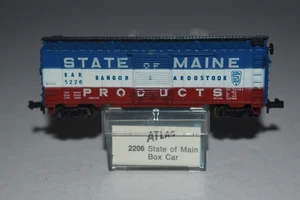 STATE OF MAINE
BAR
5226
BANGOR AROOSTOOK
PRODUCTS
ATLAS
2206 State of Main
Box Car